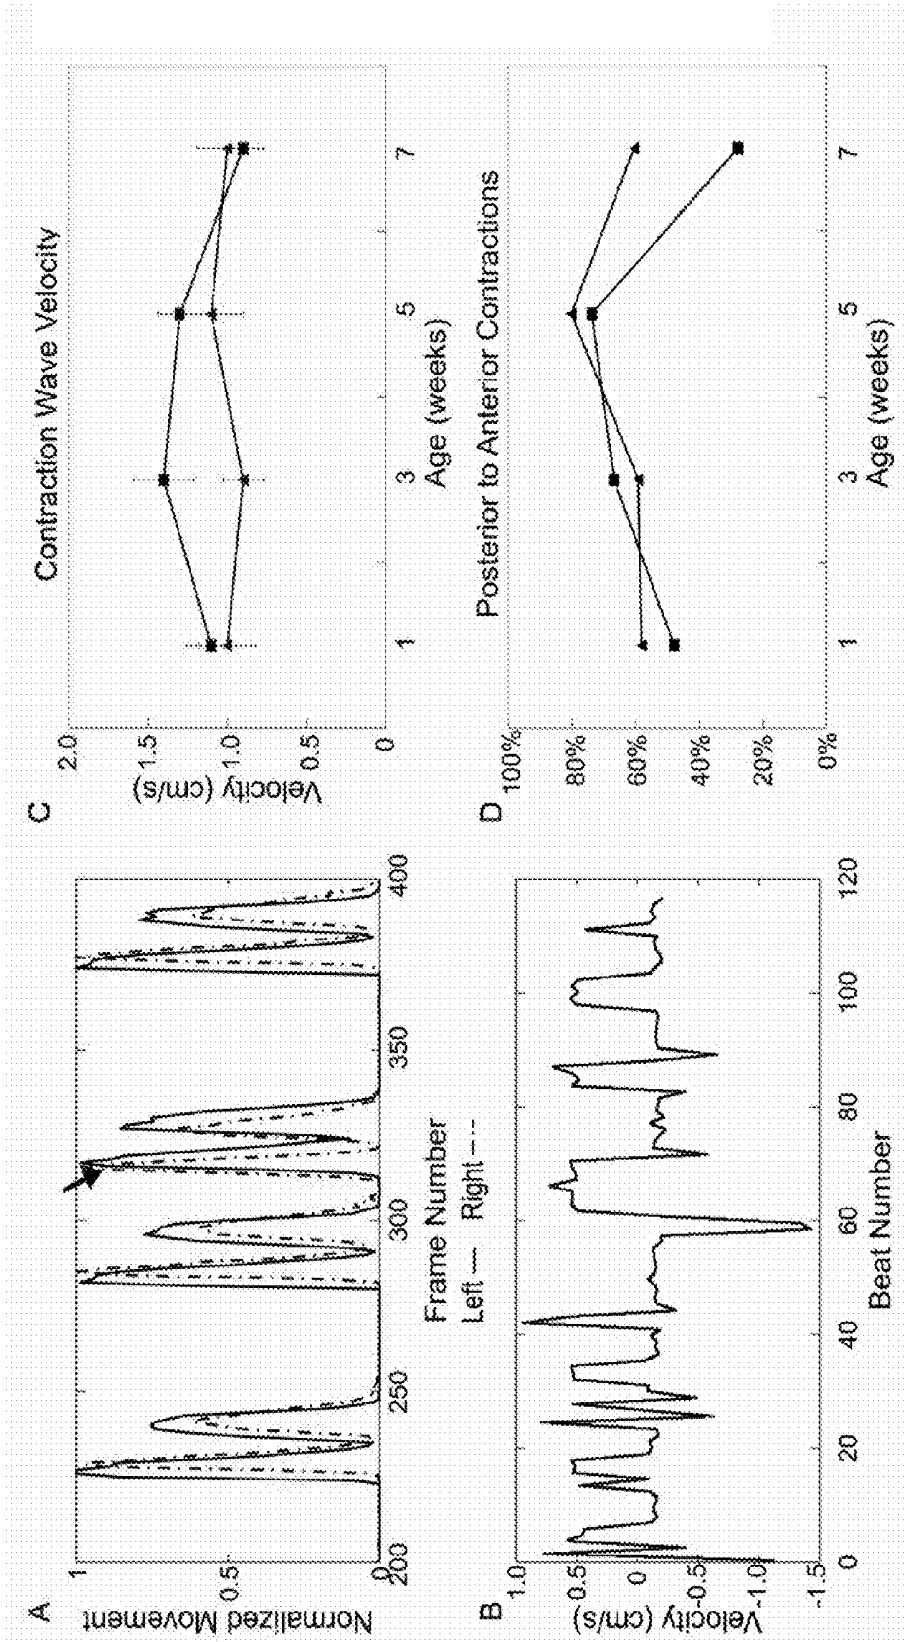 A
Normalized Movement
1
0.5
0
200
250
300
350
400
Frame Number
Left — Right ---
B
Velocity (cm/s)
1.0
0.5
0
-0.5
-1.0
-1.5
0
20
40
60
80
100
120
Beat Number
C
Contraction Wave Velocity
Velocity (cm/s)
2.0
1.5
1.0
0.5
0
1
3
5
7
Age (weeks)
D
Posterior to Anterior Contractions
100%
80%
60%
40%
20%
0%
1
3
5
7
Age (weeks)